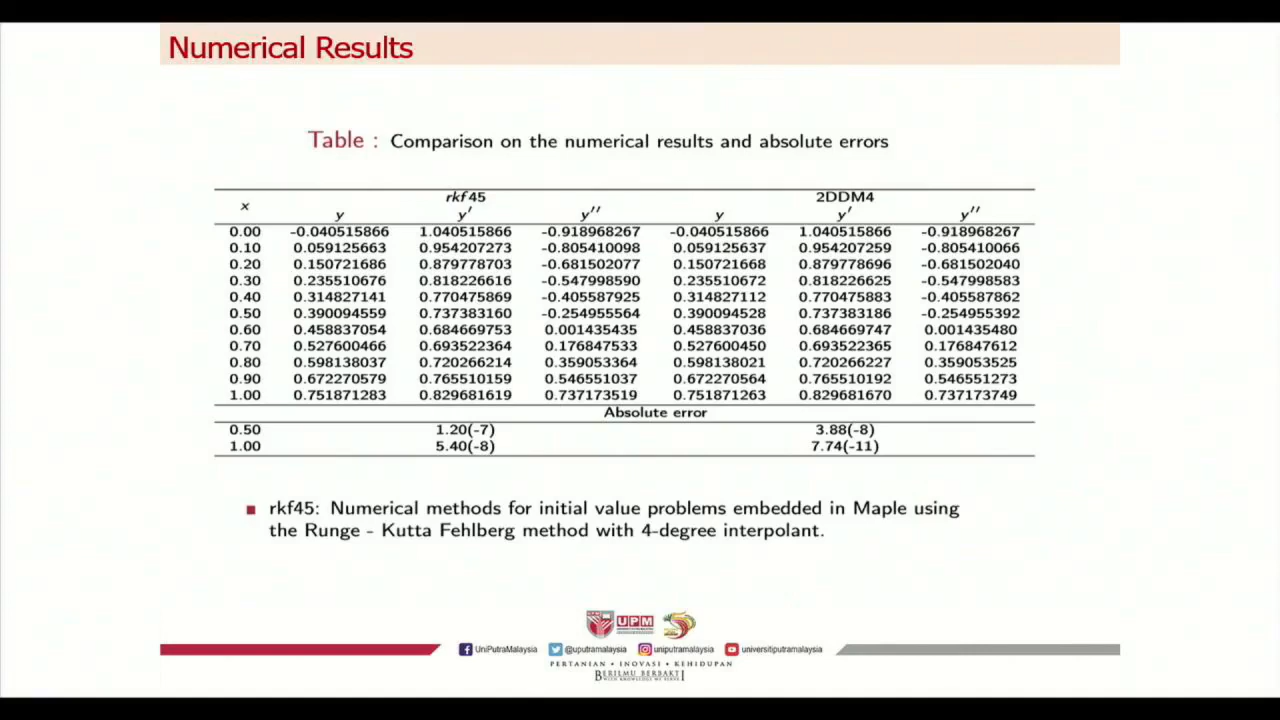 Numerical Results
Table : Comparison on the numerical results and absolute errors
x rkf45 2DDM4
y y′ y′′ y y′ y′′
0.00 -0.040515866 1.040515866 -0.918968267 -0.040515866 1.040515866 -0.918968267
0.10 0.059125663 0.954207273 -0.805410098 0.059125637 0.954207259 -0.805410066
0.20 0.150721686 0.879778703 -0.681502077 0.150721668 0.879778696 -0.681502040
0.30 0.235510676 0.818226616 -0.547998590 0.235510672 0.818226625 -0.547998583
0.40 0.314827141 0.770475869 -0.405587925 0.314827112 0.770475883 -0.405587862
0.50 0.390094559 0.737383160 -0.254955564 0.390094528 0.737383186 -0.254955392
0.60 0.458837054 0.684669753 0.001435435 0.458837036 0.684669747 0.001435480
0.70 0.527600466 0.693522364 0.176847533 0.527600450 0.693522365 0.176847612
0.80 0.598138037 0.720266214 0.359053364 0.598138021 0.720266227 0.359053525
0.90 0.672270579 0.765510159 0.546551037 0.672270564 0.765510192 0.546551273
1.00 0.751871283 0.829681619 0.737173519 0.751871263 0.829681670 0.737173749
Absolute error
0.50 1.20(-7) 3.88(-8)
1.00 5.40(-8) 7.74(-11)
■ rkf45: Numerical methods for initial value problems embedded in Maple using
the Runge - Kutta Fehlberg method with 4-degree interpolant.
UPM
UniPutraMalaysia @uputramalaysia uniputramalaysia universitiputramalaysia
PERTANIAN • INOVASI • KEHIDUPAN
BERILMU BERBAKTI
WITH KNOWLEDGE WE SERVE